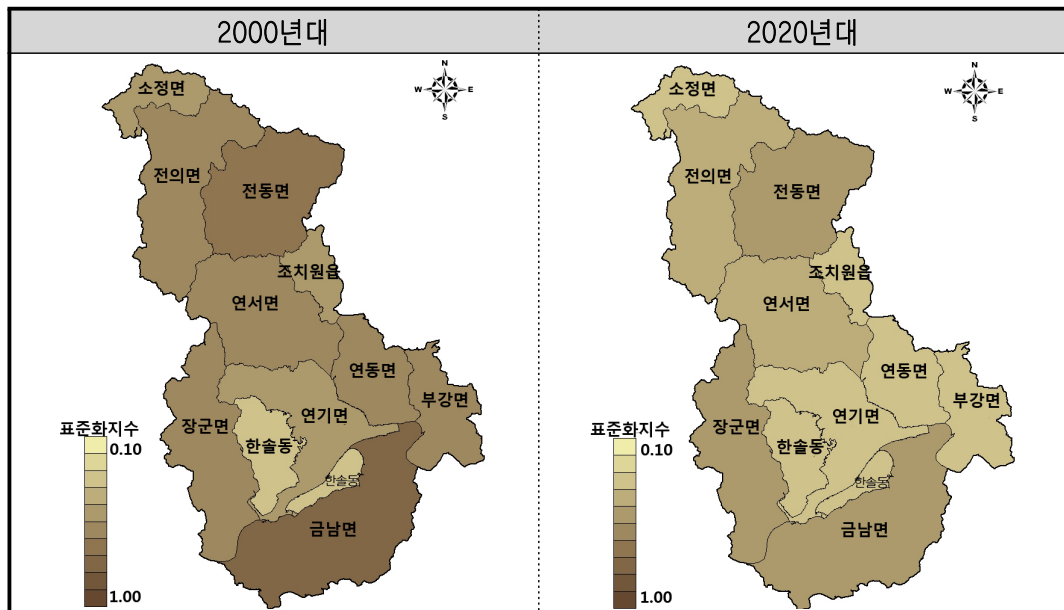 2000년대
2020년대
N
W E
S
소정면
전의면
전동면
조치원읍
연서면
연동면
부강면
장군면
연기면
한솔동
한솔동
금남면
표준화지수
0.10
1.00
N
W E
S
소정면
전의면
전동면
조치원읍
연서면
연동면
부강면
장군면
연기면
한솔동
한솔동
금남면
표준화지수
0.10
1.00